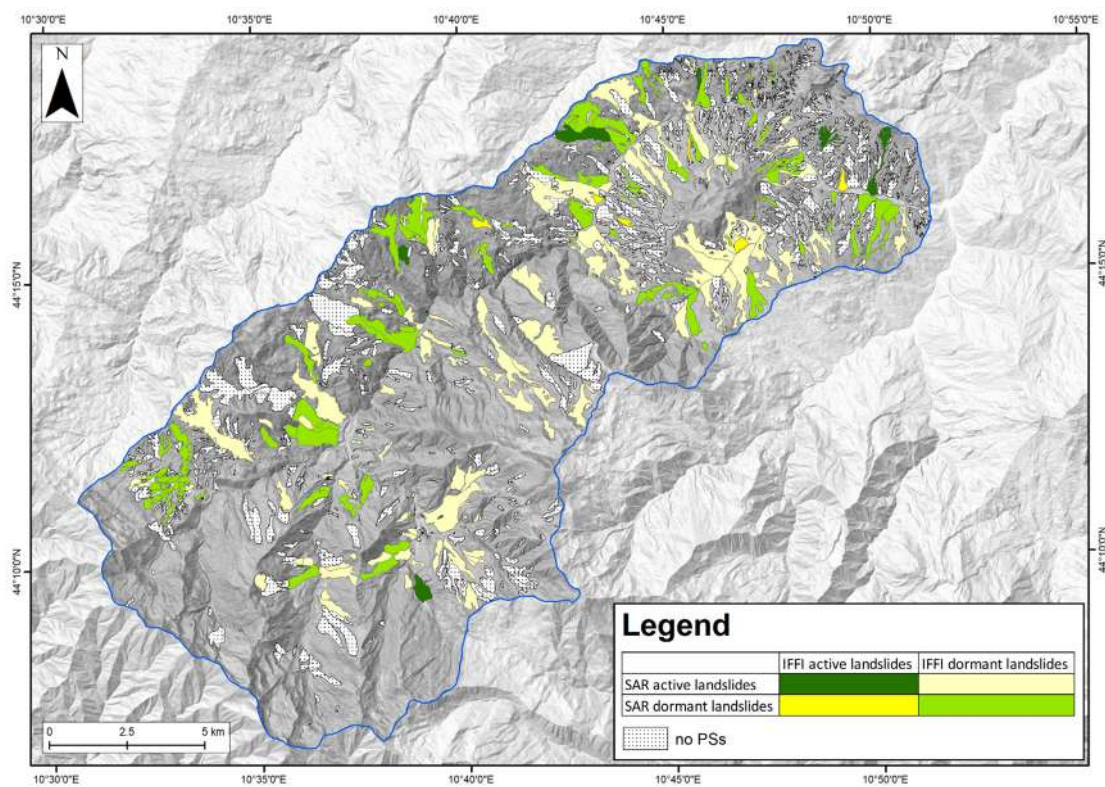 10°30'0"E 10°35'0"E 10°40'0"E 10°45'0"E 10°50'0"E 10°55'0"E
N
44°15'0"N 44°15'0"N
44°10'0"N 44°10'0"N
Legend
IFFI active landslides IFFI dormant landslides
SAR active landslides
SAR dormant landslides
no PSs
0 2.5 5 km
10°30'0"E 10°35'0"E 10°40'0"E 10°45'0"E 10°50'0"E